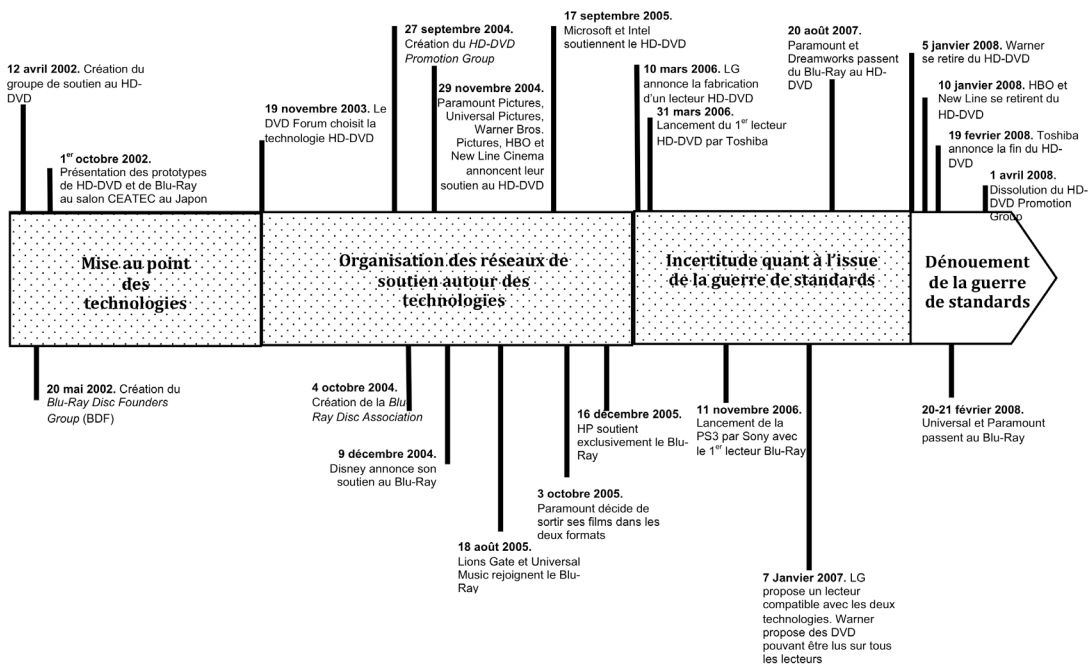 12 avril 2002. Création du
groupe de soutien au HD-
DVD
1er octobre 2002.
Présentation des prototypes
de HD-DVD et de Blu-Ray
au salon CEATEC au Japon
19 novembre 2003. Le
DVD Forum choisit la
technologie HD-DVD
27 septembre 2004.
Création du HD-DVD
Promotion Group
29 novembre 2004.
Paramount Pictures,
Universal Pictures,
Warner Bros.
Pictures, HBO et
New Line Cinema
annoncent leur
soutien au HD-DVD
17 septembre 2005.
Microsoft et Intel
soutiennent le HD-DVD
10 mars 2006. LG
annonce la fabrication
d'un lecteur HD-DVD
31 mars 2006.
Lancement du 1er lecteur
HD-DVD par Toshiba
20 août 2007.
Paramount et
Dreamworks passent
du Blu-Ray au HD-
DVD
5 janvier 2008. Warner
se retire du HD-DVD
10 janvier 2008. HBO et
New Line se retirent du
HD-DVD
19 fevrier 2008. Toshiba
annonce la fin du HD-
DVD
1 avril 2008.
Dissolution du HD-
DVD Promotion
Group
Mise au point
des
technologies
Organisation des réseaux de
soutien autour des
technologies
Incertitude quant à l'issue
de la guerre de standards
Dénouement
de la guerre
de standards
20 mai 2002. Création du
Blu-Ray Disc Founders
Group (BDF)
4 octobre 2004.
Création de la Blu-
Ray Disc Association
9 décembre 2004.
Disney annonce son
soutien au Blu-Ray
18 août 2005.
Lions Gate et Universal
Music rejoignent le Blu-
Ray
3 octobre 2005.
Paramount décide de
sortir ses films dans les
deux formats
16 décembre 2005.
HP soutient
exclusivement le Blu-
Ray
11 novembre 2006.
Lancement de la
PS3 par Sony avec
le 1er lecteur Blu-Ray
7 Janvier 2007. LG
propose un lecteur
compatible avec les deux
technologies. Warner
propose des DVD
pouvant être lus sur tous
les lecteurs
20-21 février 2008.
Universal et Paramount
passent au Blu-Ray